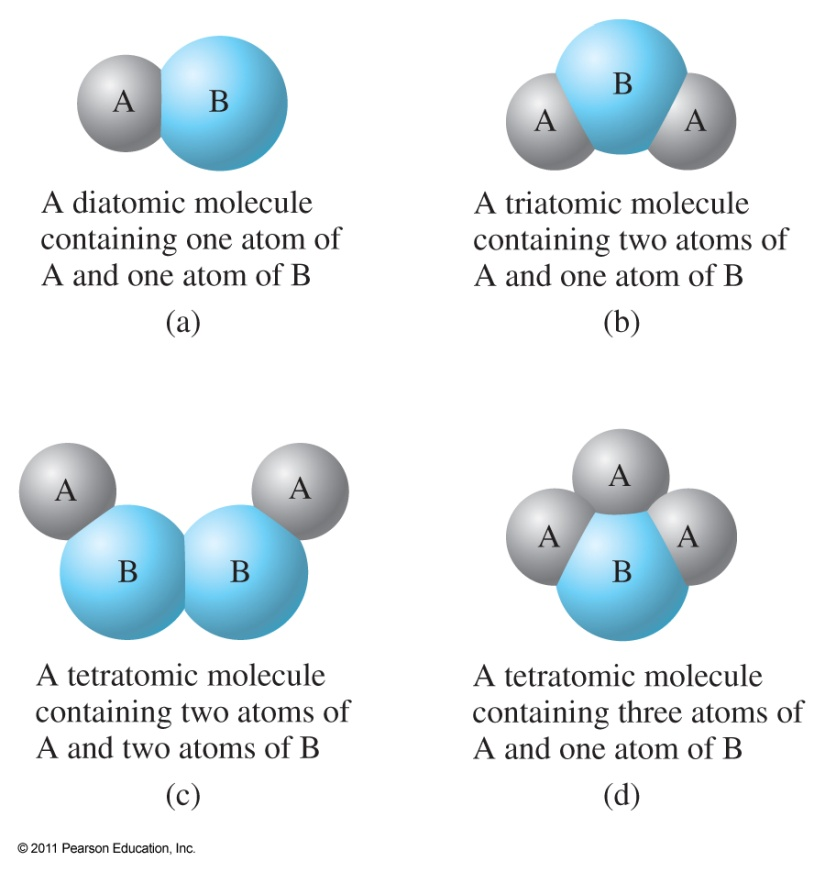 A
B
A diatomic molecule
containing one atom of
A and one atom of B
(a)
B
A
A
A triatomic molecule
containing two atoms of
A and one atom of B
(b)
A
A
B
B
A tetratomic molecule
containing two atoms of
A and two atoms of B
(c)
A
A
A
B
A tetratomic molecule
containing three atoms of
A and one atom of B
(d)
© 2011 Pearson Education, Inc.